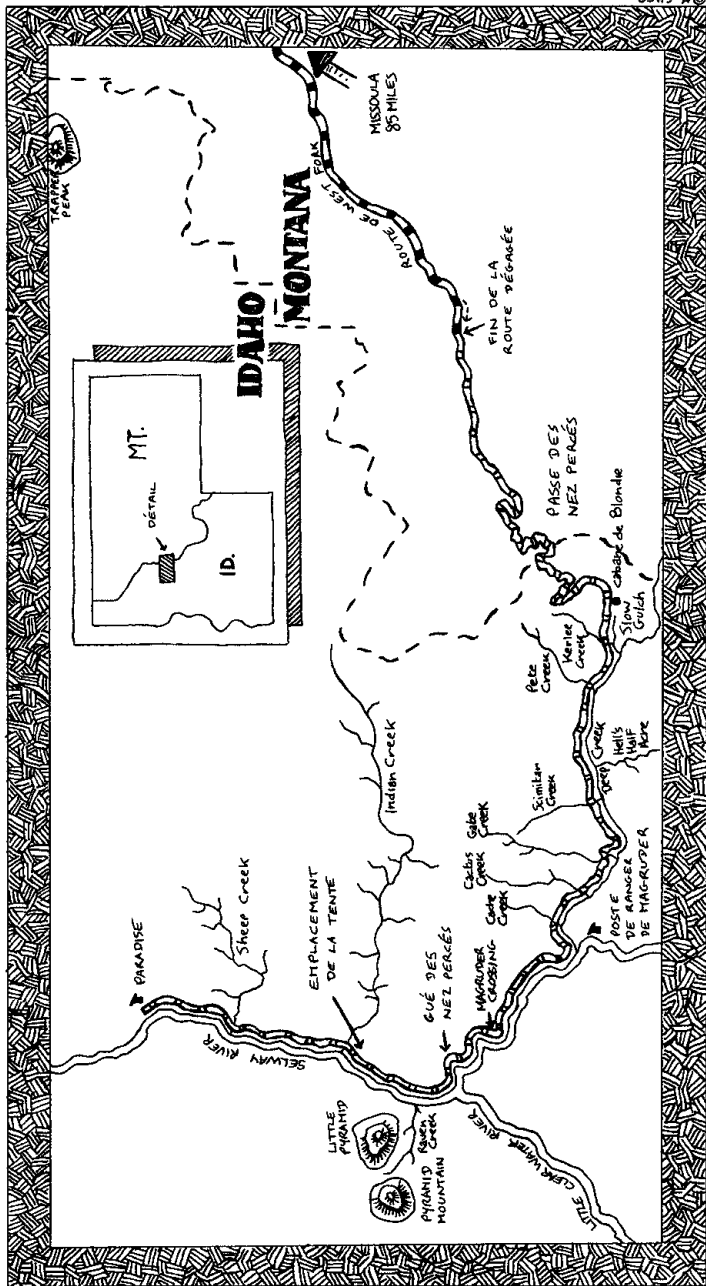 TRAPPER
PEAK
MISSOULA
85 MILES
IDAHO
MONTANA
ROUTE DE WEST FORK
FIN DE LA
ROUTE DÉGAGÉE
MT.
DÉTAIL
ID.
PASSE DES
NEZ PERCÉS
Cabane de Blondie
Slow
Gulch
Kerlee
Creek
Pete
Creek
Indian Creek
Deep Creek
Hell's
Half
Acre
Scimitar
Creek
Gabe
Creek
Cactus
Creek
Cache
Creek
POSTE
DE RANGER
DE MAGRUDER
MAGRUDER
CROSSING
GUÉ DES
NEZ PERCÉS
EMPLACEMENT
DE LA TENTE
Sheep Creek
PARADISE
SELWAY RIVER
LITTLE
PYRAMID
Raven
Creek
PYRAMID
MOUNTAIN
LITTLE CLEARWATER RIVER